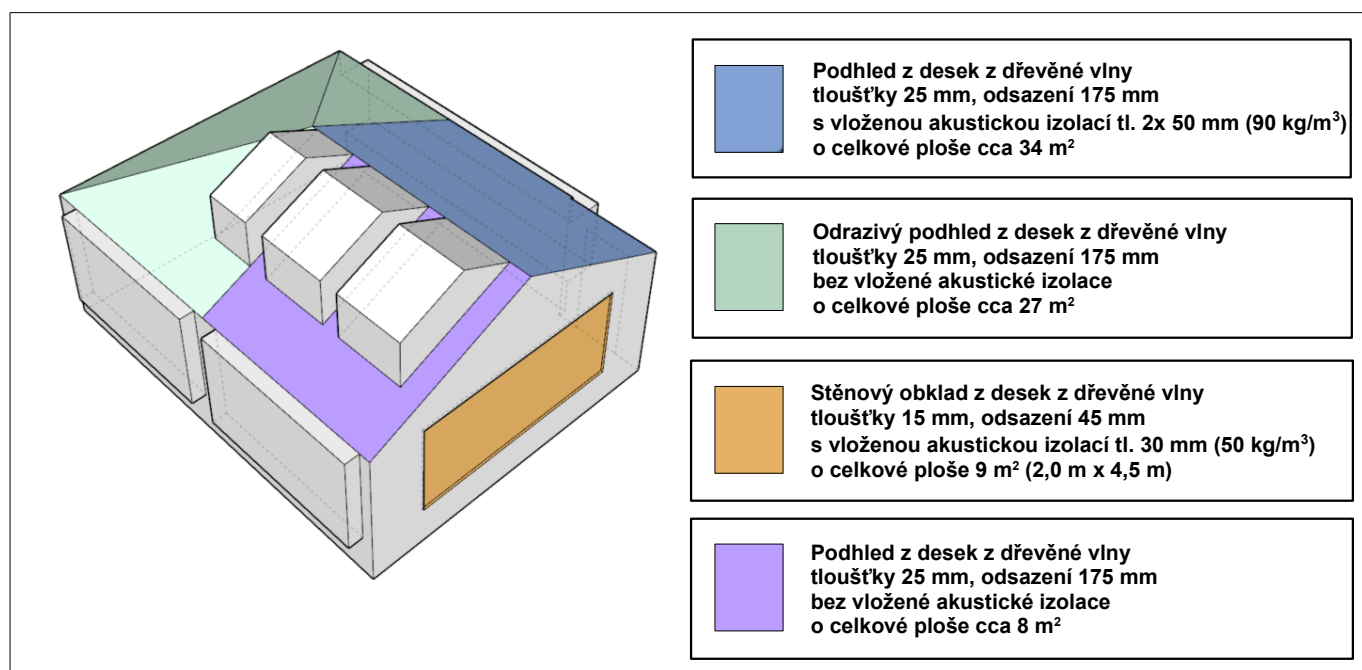 Podhled z desek z dřevěné vlny
tloušťky 25 mm, odsazení 175 mm
s vloženou akustickou izolací tl. 2x 50 mm (90 kg/m³)
o celkové ploše cca 34 m²
Odrazivý podhled z desek z dřevěné vlny
tloušťky 25 mm, odsazení 175 mm
bez vložené akustické izolace
o celkové ploše cca 27 m²
Stěnový obklad z desek z dřevěné vlny
tloušťky 15 mm, odsazení 45 mm
s vloženou akustickou izolací tl. 30 mm (50 kg/m³)
o celkové ploše 9 m² (2,0 m x 4,5 m)
Podhled z desek z dřevěné vlny
tloušťky 25 mm, odsazení 175 mm
bez vložené akustické izolace
o celkové ploše cca 8 m²